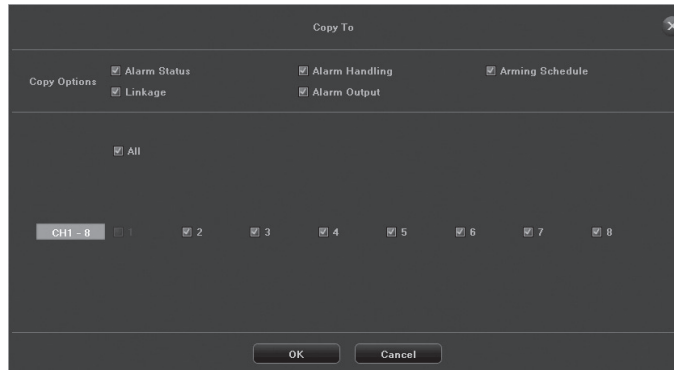 Copy To
Copy Options
Alarm Status
Alarm Handling
Arming Schedule
Linkage
Alarm Output
All
CH1 - 8
1
2
3
4
5
6
7
8
OK
Cancel